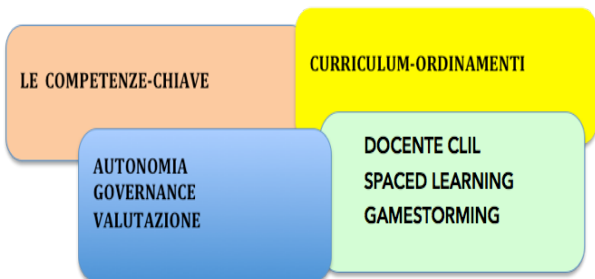 LE COMPETENZE-CHIAVE
CURRICULUM-ORDINAMENTI
AUTONOMIA
GOVERNANCE
VALUTAZIONE
DOCENTE CLIL
SPACED LEARNING
GAMESTORMING